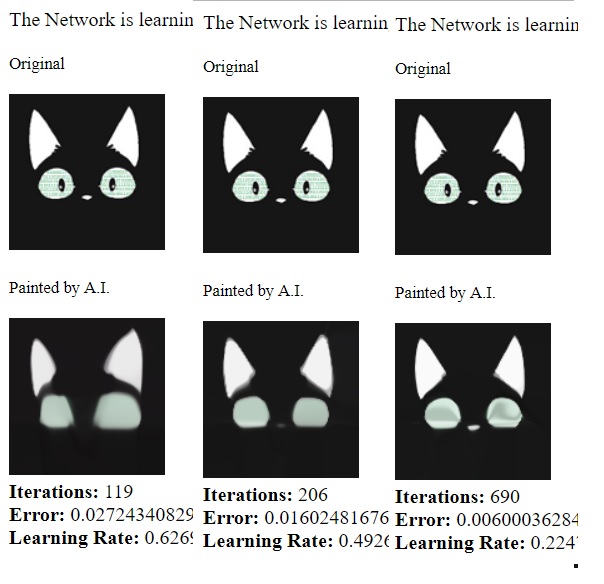 The Network is learnin
Original
Painted by A.I.
Iterations: 119
Error: 0.02724340829
Learning Rate: 0.6269
The Network is learnin
Original
Painted by A.I.
Iterations: 206
Error: 0.01602481676
Learning Rate: 0.4926
The Network is learnin
Original
Painted by A.I.
Iterations: 690
Error: 0.00600036284
Learning Rate: 0.224